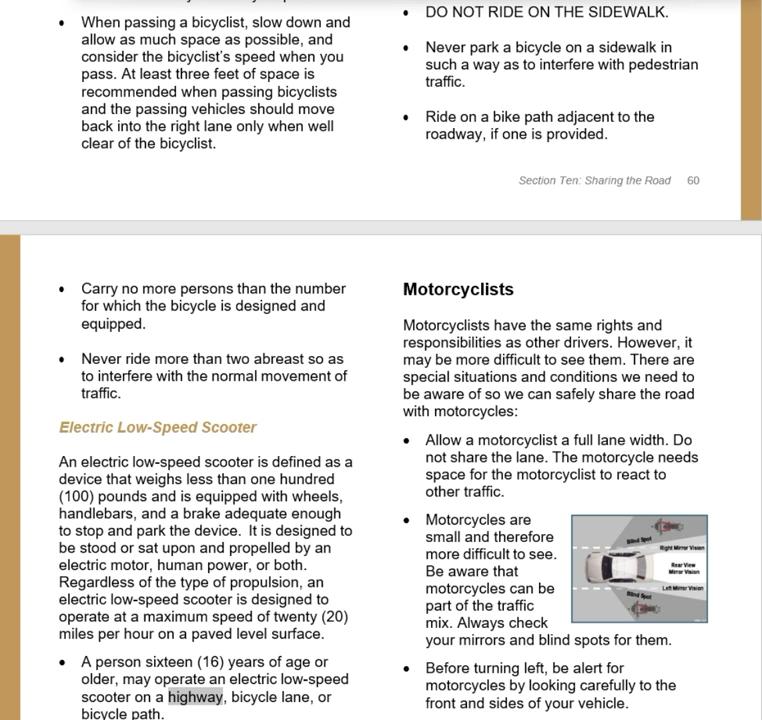 When passing a bicyclist, slow down and
allow as much space as possible, and
consider the bicyclist's speed when you
pass. At least three feet of space is
recommended when passing bicyclists
and the passing vehicles should move
back into the right lane only when well
clear of the bicyclist.
• DO NOT RIDE ON THE SIDEWALK.
• Never park a bicycle on a sidewalk in
such a way as to interfere with pedestrian
traffic.
• Ride on a bike path adjacent to the
roadway, if one is provided.
Section Ten: Sharing the Road 60
• Carry no more persons than the number
for which the bicycle is designed and
equipped.
• Never ride more than two abreast so as
to interfere with the normal movement of
traffic.
Electric Low-Speed Scooter
An electric low-speed scooter is defined as a
device that weighs less than one hundred
(100) pounds and is equipped with wheels,
handlebars, and a brake adequate enough
to stop and park the device. It is designed to
be stood or sat upon and propelled by an
electric motor, human power, or both.
Regardless of the type of propulsion, an
electric low-speed scooter is designed to
operate at a maximum speed of twenty (20)
miles per hour on a paved level surface.
• A person sixteen (16) years of age or
older, may operate an electric low-speed
scooter on a highway, bicycle lane, or
bicycle path.
Motorcyclists
Motorcyclists have the same rights and
responsibilities as other drivers. However, it
may be more difficult to see them. There are
special situations and conditions we need to
be aware of so we can safely share the road
with motorcycles:
• Allow a motorcyclist a full lane width. Do
not share the lane. The motorcycle needs
space for the motorcyclist to react to
other traffic.
• Motorcycles are
small and therefore
more difficult to see.
Be aware that
motorcycles can be
part of the traffic
mix. Always check
your mirrors and blind spots for them.
Blind Spot
Right Mirror Vision
Rear View
Mirror Vision
Left Mirror Vision
Blind Spot
• Before turning left, be alert for
motorcycles by looking carefully to the
front and sides of your vehicle.